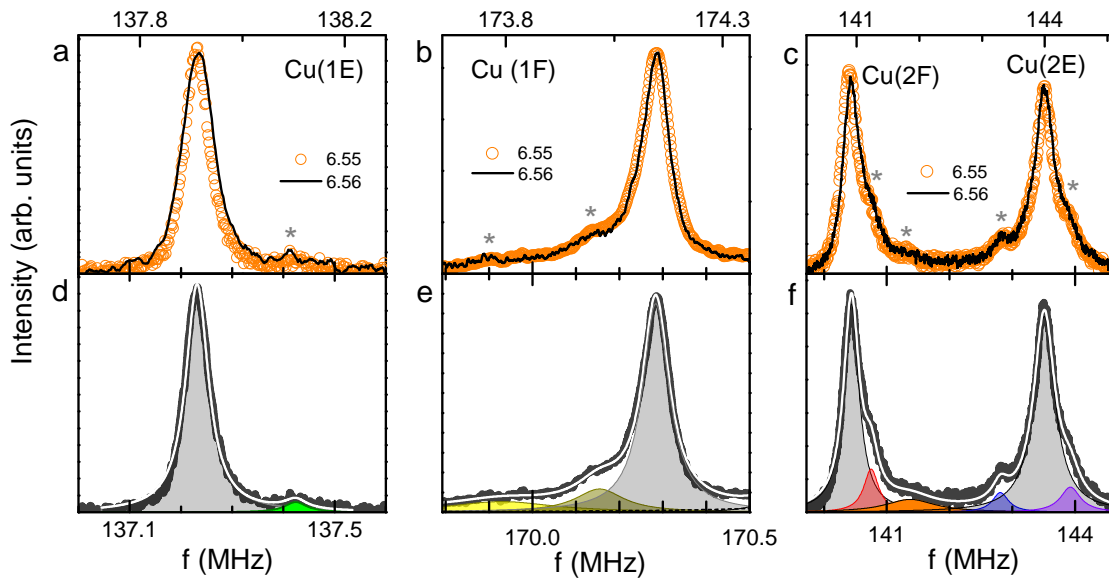 137.8 138.2 173.8 174.3 141 144
a Cu(1E) b Cu (1F) c Cu(2F) Cu(2E)
6.55 6.55 6.55
6.56 6.56 6.56
* * * * * * *
Intensity (arb. units)
d e f
137.1 137.5 170.0 170.5 141 144
f (MHz) f (MHz) f (MHz)